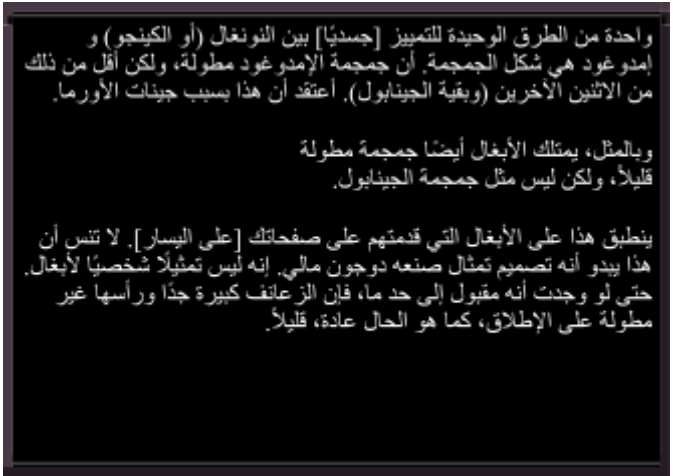 واحدة من الطرق الوحيدة للتمييز [جسديًا] بين النونغال (أو الكينجو) و
إمدوغود هي شكل الجمجمة. أن جمجمة الإمدوغود مطولة، ولكن أقل من ذلك
من الاثنين الآخرين (وبقية الجينابول). أعتقد أن هذا بسبب جينات الأورما.
وبالمثل، يمتلك الأبغال أيضًا جمجمة مطولة
قليلاً، ولكن ليس مثل جمجمة الجينابول.
ينطبق هذا على الأبغال التي قدمتهم على صفحاتك [على اليسار]. لا تنس أن
هذا يبدو أنه تصميم تمثال صنعه دوجون مالي. إنه ليس تمثيلًا شخصيًا لأبغال.
حتى لو وجدت أنه مقبول إلى حد ما، فإن الزعانف كبيرة جدًا ورأسها غير
مطولة على الإطلاق، كما هو الحال عادة، قليلاً.